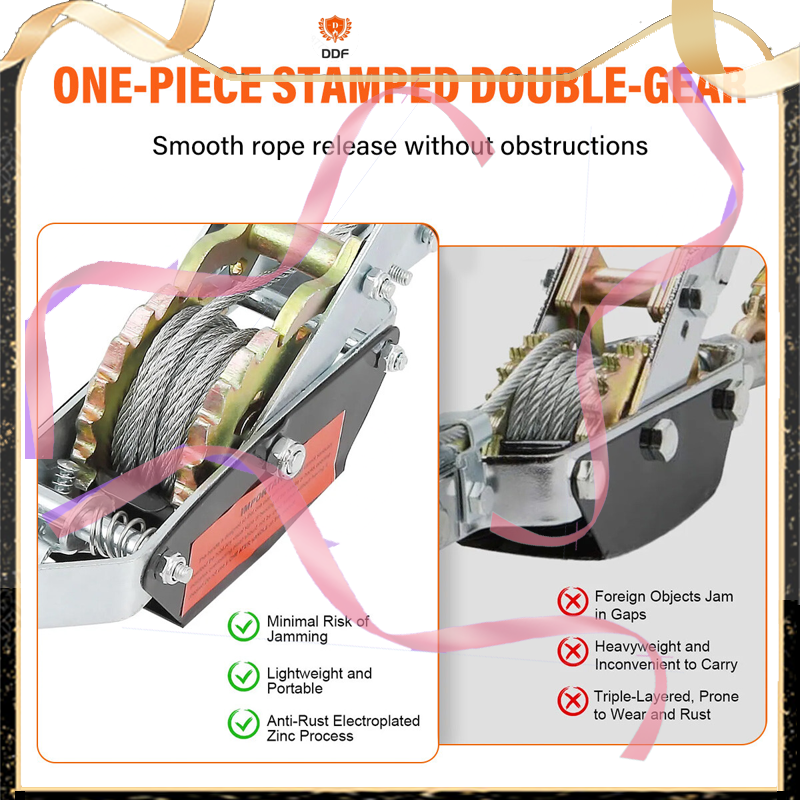 DDF
ONE-PIECE STAMPED DOUBLE-GEAR
Smooth rope release without obstructions
Minimal Risk of
Jamming
Lightweight and
Portable
Anti-Rust Electroplated
Zinc Process
Foreign Objects Jam
in Gaps
Heavyweight and
Inconvenient to Carry
Triple-Layered, Prone
to Wear and Rust